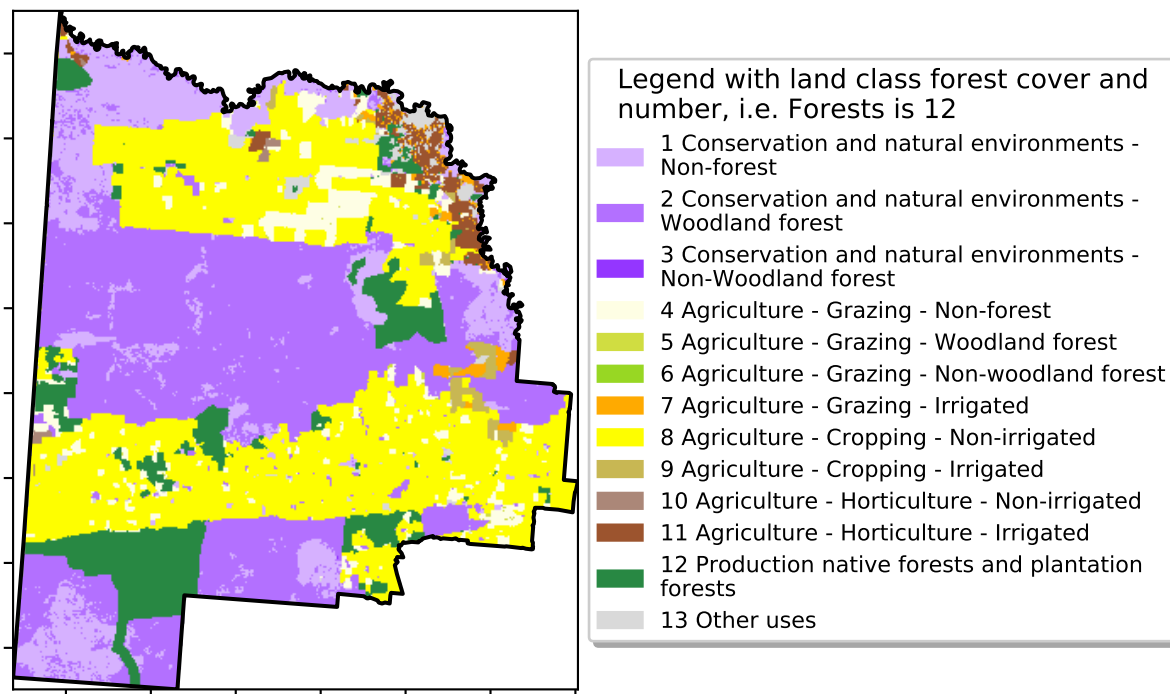 Legend with land class forest cover and
number, i.e. Forests is 12
1 Conservation and natural environments -
Non-forest
2 Conservation and natural environments -
Woodland forest
3 Conservation and natural environments -
Non-Woodland forest
4 Agriculture - Grazing - Non-forest
5 Agriculture - Grazing - Woodland forest
6 Agriculture - Grazing - Non-woodland forest
7 Agriculture - Grazing - Irrigated
8 Agriculture - Cropping - Non-irrigated
9 Agriculture - Cropping - Irrigated
10 Agriculture - Horticulture - Non-irrigated
11 Agriculture - Horticulture - Irrigated
12 Production native forests and plantation
forests
13 Other uses